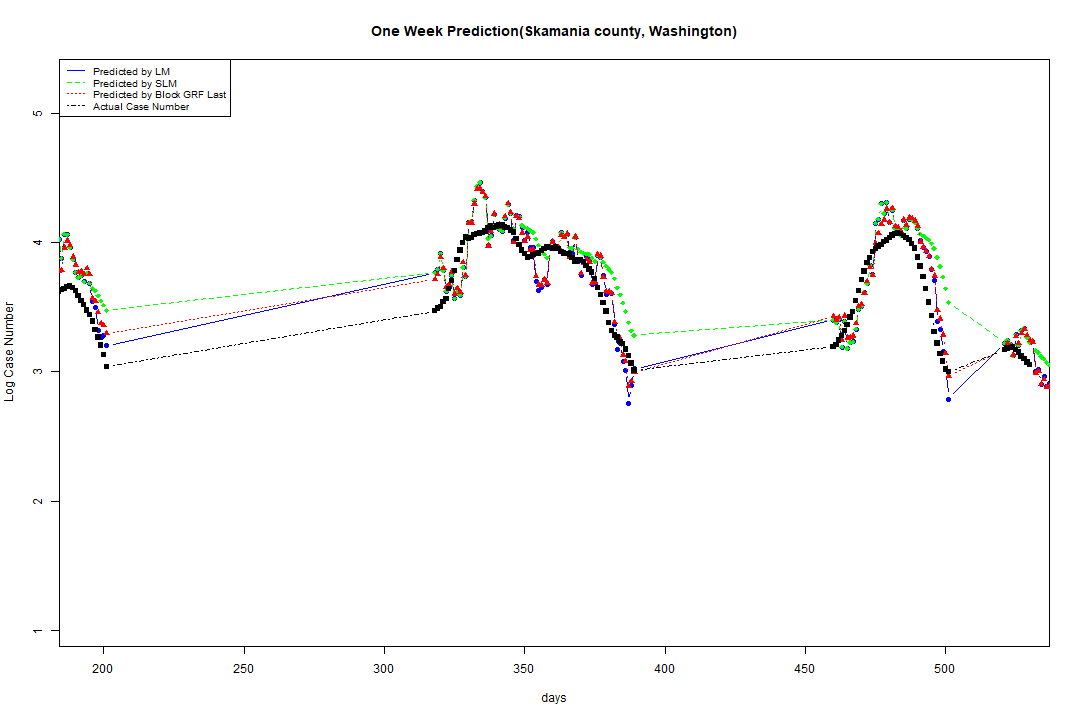 One Week Prediction(Skamania county, Washington)
Predicted by LM
Predicted by SLM
Predicted by Block GRF Last
Actual Case Number
5
4
3
2
1
Log Case Number
200 250 300 350 400 450 500
days